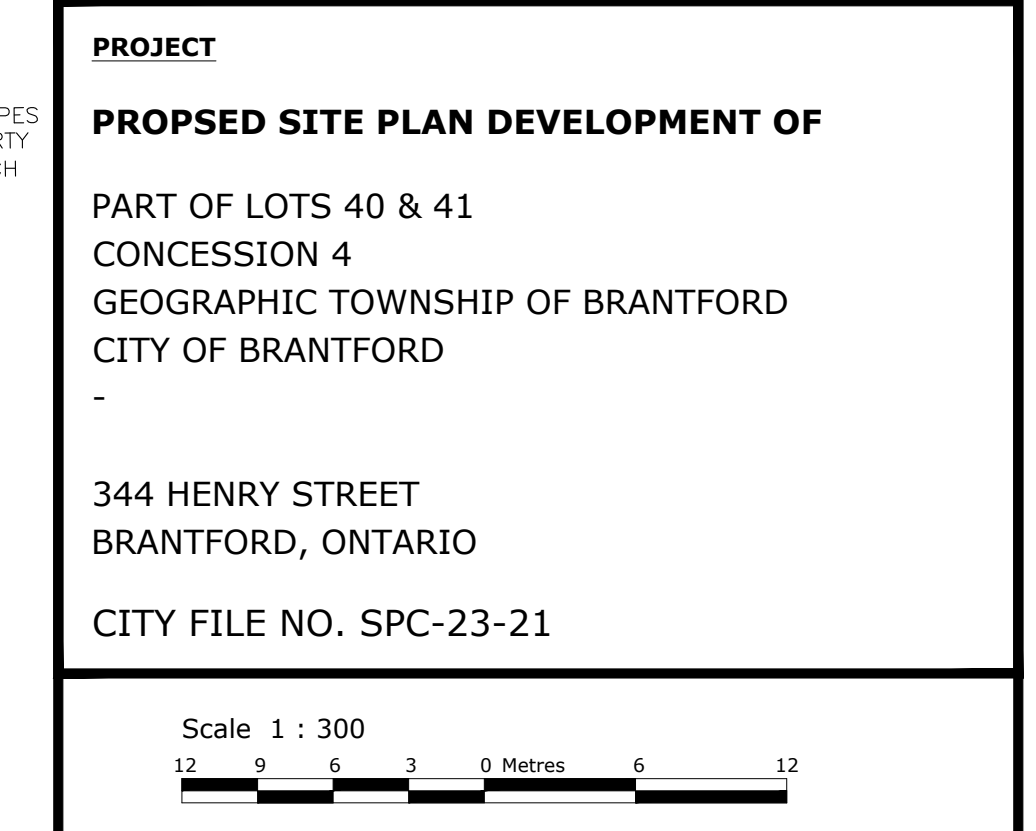 PROJECT
PROPSED SITE PLAN DEVELOPMENT OF
PART OF LOTS 40 & 41
CONCESSION 4
GEOGRAPHIC TOWNSHIP OF BRANTFORD
CITY OF BRANTFORD
-
344 HENRY STREET
BRANTFORD, ONTARIO
CITY FILE NO. SPC-23-21
Scale 1 : 300
12 9 6 3 0 Metres 6 12